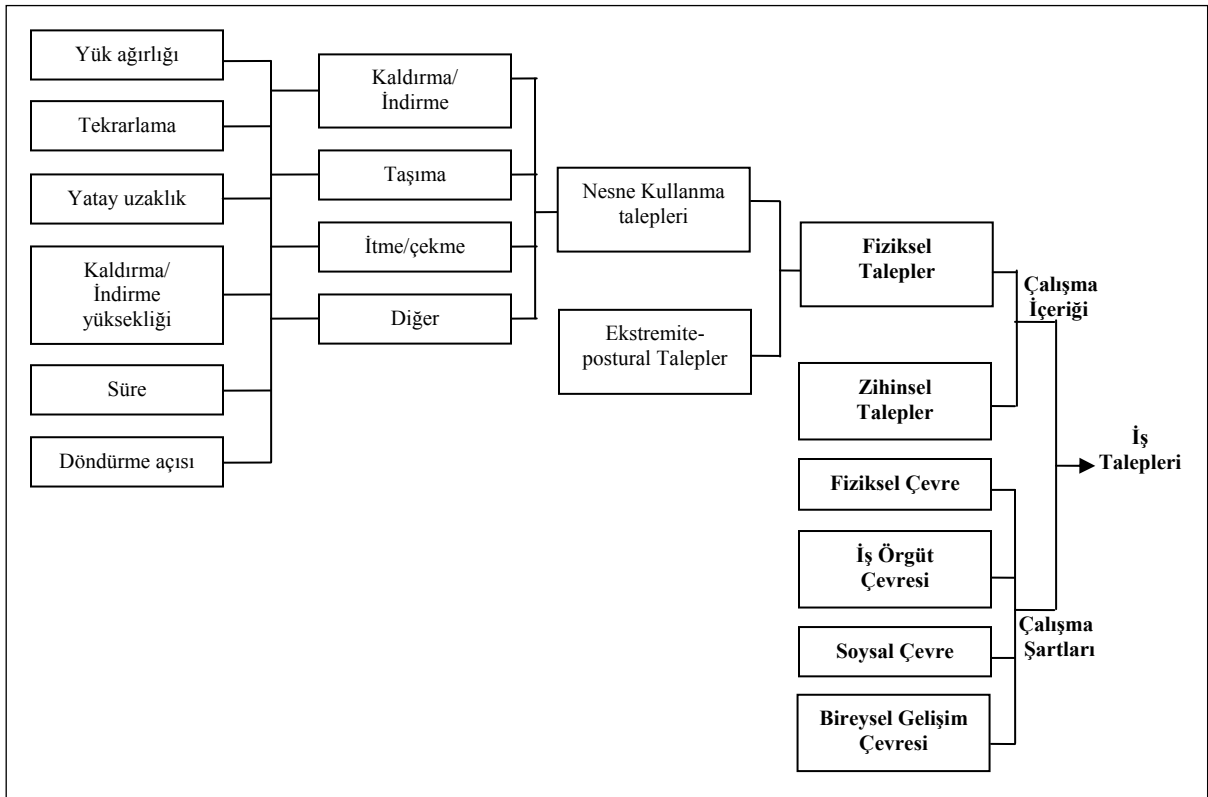 Yük ağırlığı
Tekrarlama
Yatay uzaklık
Kaldırma/
İndirme
yüksekliği
Süre
Döndürme açısı
Kaldırma/
İndirme
Taşıma
İtme/çekme
Diğer
Nesne Kullanma
talepleri
Ekstremite-
postural Talepler
Fiziksel
Talepler
Zihinsel
Talepler
Fiziksel Çevre
İş Örgüt
Çevresi
Soysal Çevre
Bireysel Gelişim
Çevresi
Çalışma
İçeriği
Çalışma
Şartları
İş
Talepleri